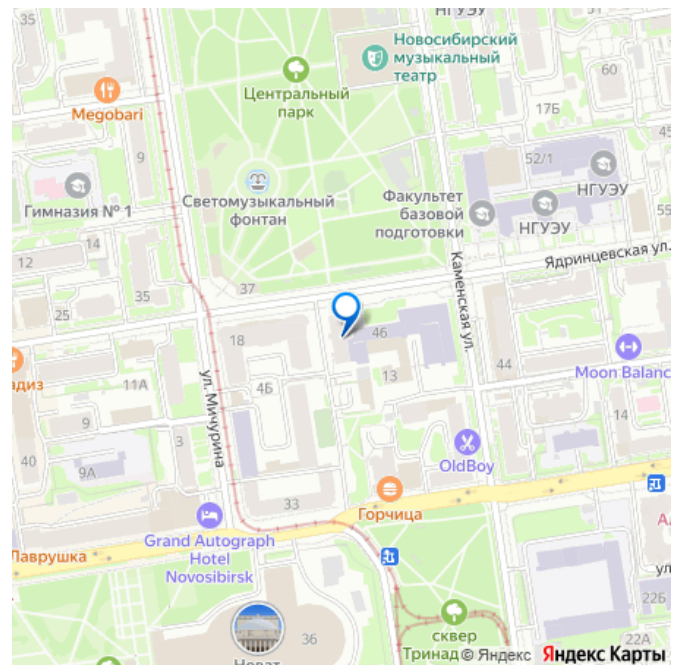 35
51
Новосибирский
музыкальный
театр
60
Megobari
Центральный
парк
17Б
45
9
52/1
НГУЭУ
Гимназия № 1
Светомузыкальный
фонтан
Факультет
базовой
подготовки
НГУЭУ
55
14
12
Ядринцевская ул.
Каменская ул.
37
35
25
18
46
44
Moon Balanc
11А
4Б
13
ул. Мичурина
9
3
14
40
9А
OldBoy
33
Горчица
Лаврушка
Grand Autograph
Hotel
Novosibirsk
ул
22Б
36
сквер
Тринад
22А
© Яндекс
Яндекс Карты